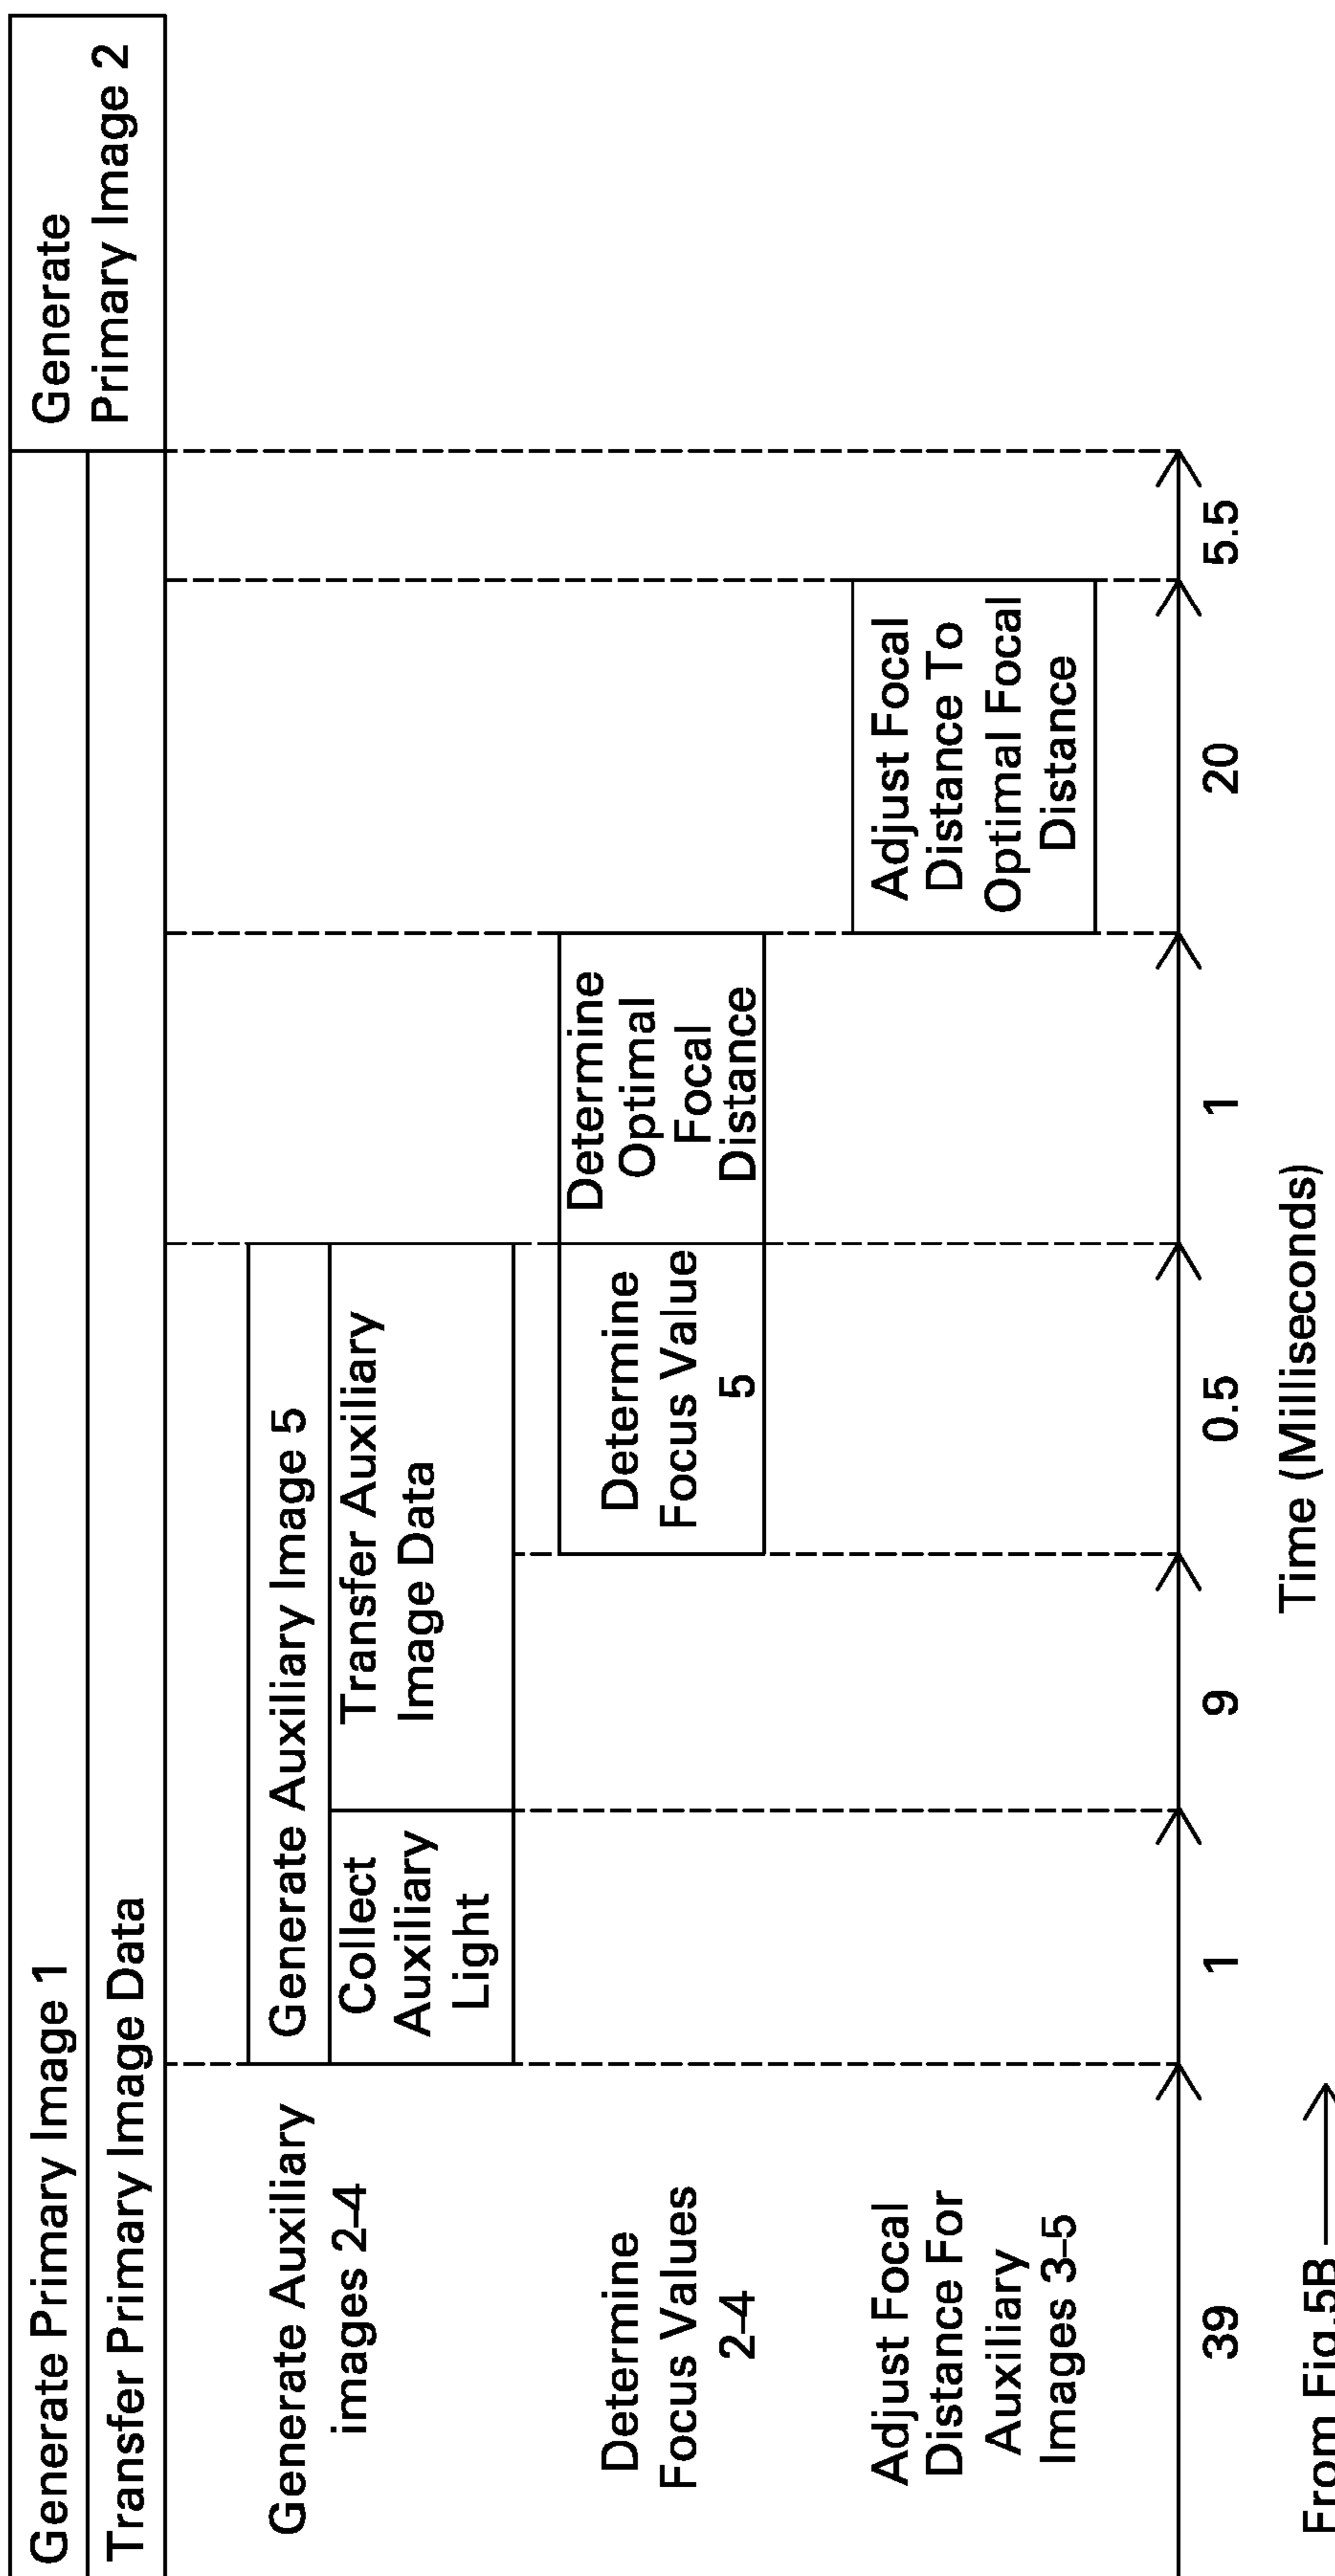 Generate Primary Image 1
Transfer Primary Image Data
Generate
Primary Image 2
Generate Auxiliary
images 2-4
Generate Auxiliary Image 5
Collect
Auxiliary
Light
Transfer Auxiliary
Image Data
Determine
Focus Values
2-4
Determine
Focus Value
5
Determine
Optimal
Focal
Distance
Adjust Focal
Distance For
Auxiliary
Images 3-5
Adjust Focal
Distance To
Optimal Focal
Distance
39
1
9
0.5
1
20
5.5
Time (Milliseconds)
From Fig.5B